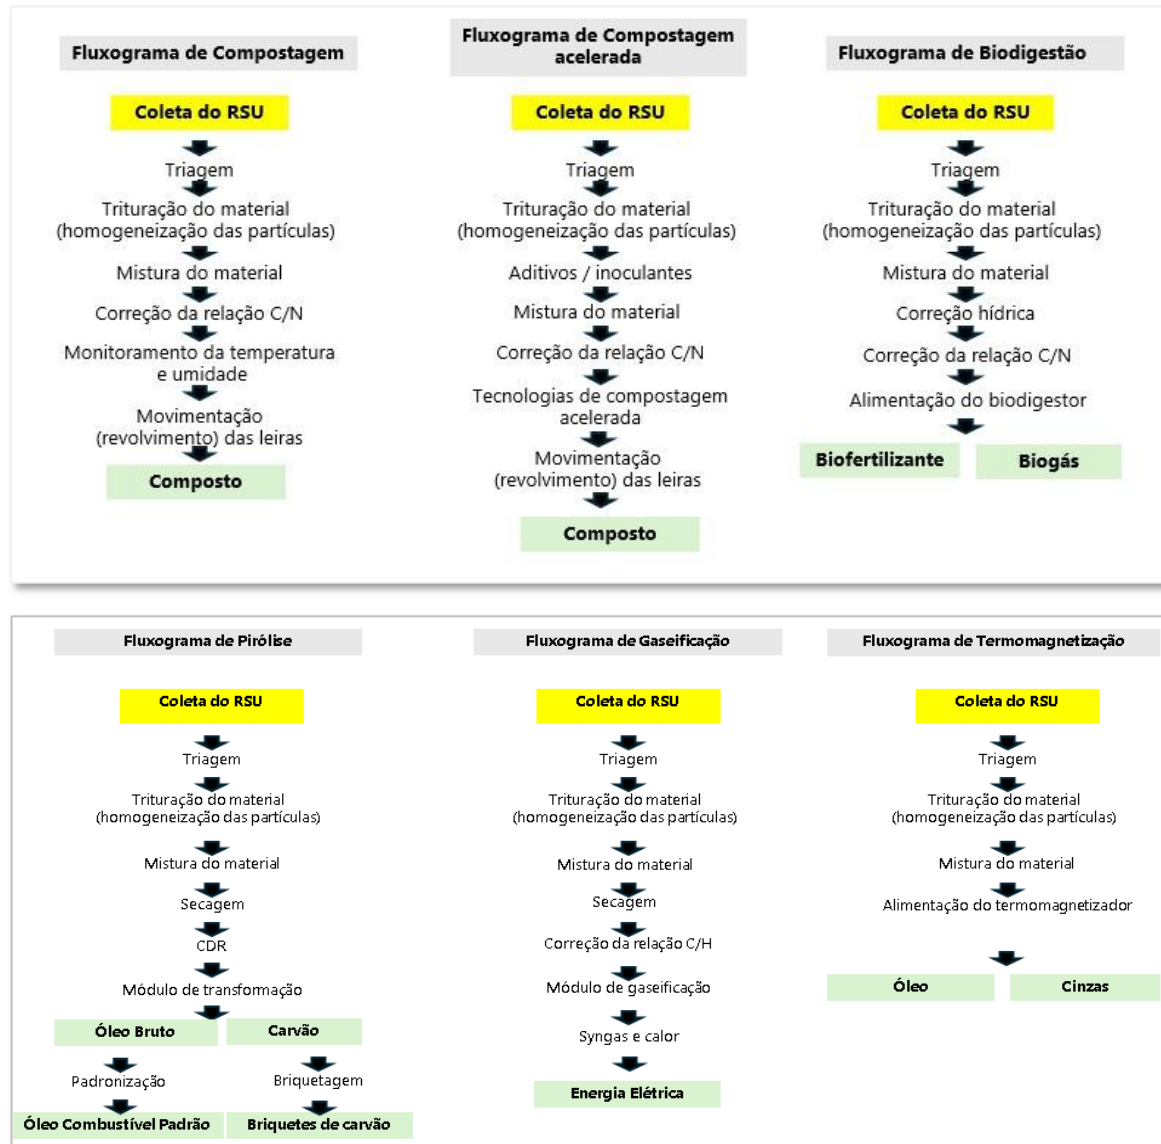 Fluxograma de Compostagem
Coleta do RSU
Triagem
Trituração do material
(homogeneização das partículas)
Mistura do material
Correção da relação C/N
Monitoramento da temperatura
e umidade
Movimentação
(revolvimento) das leiras
Composto
Fluxograma de Compostagem
acelerada
Coleta do RSU
Triagem
Trituração do material
(homogeneização das partículas)
Aditivos / inoculantes
Mistura do material
Correção da relação C/N
Tecnologias de compostagem
acelerada
Movimentação
(revolvimento) das leiras
Composto
Fluxograma de Biodigestão
Coleta do RSU
Triagem
Trituração do material
(homogeneização das partículas)
Mistura do material
Correção hídrica
Correção da relação C/N
Alimentação do biodigestor
Biofertilizante
Biogás
Fluxograma de Pirólise
Coleta do RSU
Triagem
Trituração do material
(homogeneização das partículas)
Mistura do material
Secagem
CDR
Módulo de transformação
Óleo Bruto
Carvão
Padronização
Briquetagem
Óleo Combustível Padrão
Briquetes de carvão
Fluxograma de Gaseificação
Coleta do RSU
Triagem
Trituração do material
(homogeneização das partículas)
Mistura do material
Secagem
Correção da relação C/H
Módulo de gaseificação
Syngas e calor
Energia Elétrica
Fluxograma de Termomagnetização
Coleta do RSU
Triagem
Trituração do material
(homogeneização das partículas)
Mistura do material
Alimentação do termomagnetizador
Óleo
Cinzas